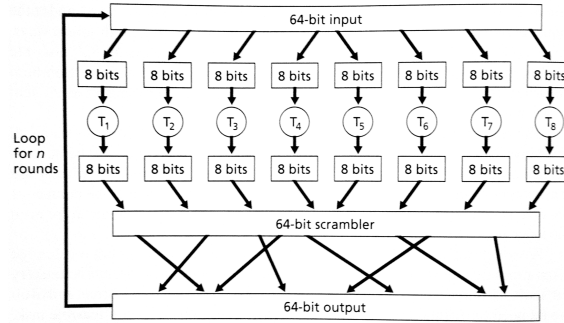 64-bit input
8 bits 8 bits 8 bits 8 bits 8 bits 8 bits 8 bits 8 bits
T1 T2 T3 T4 T5 T6 T7 T8
Loop
for n
rounds
8 bits 8 bits 8 bits 8 bits 8 bits 8 bits 8 bits 8 bits
64-bit scrambler
64-bit output